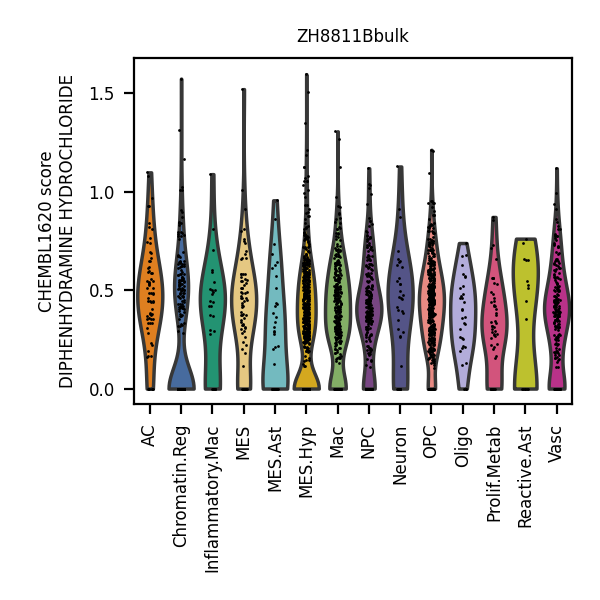 ZH8811Bbulk
CHEMBL1620 score
DIPHENHYDRAMINE HYDROCHLORIDE
1.5
1.0
0.5
0.0
AC
Chromatin.Reg
Inflammatory.Mac
MES
MES.Ast
MES.Hyp
Mac
NPC
Neuron
OPC
Oligo
Prolif.Metab
Reactive.Ast
Vasc